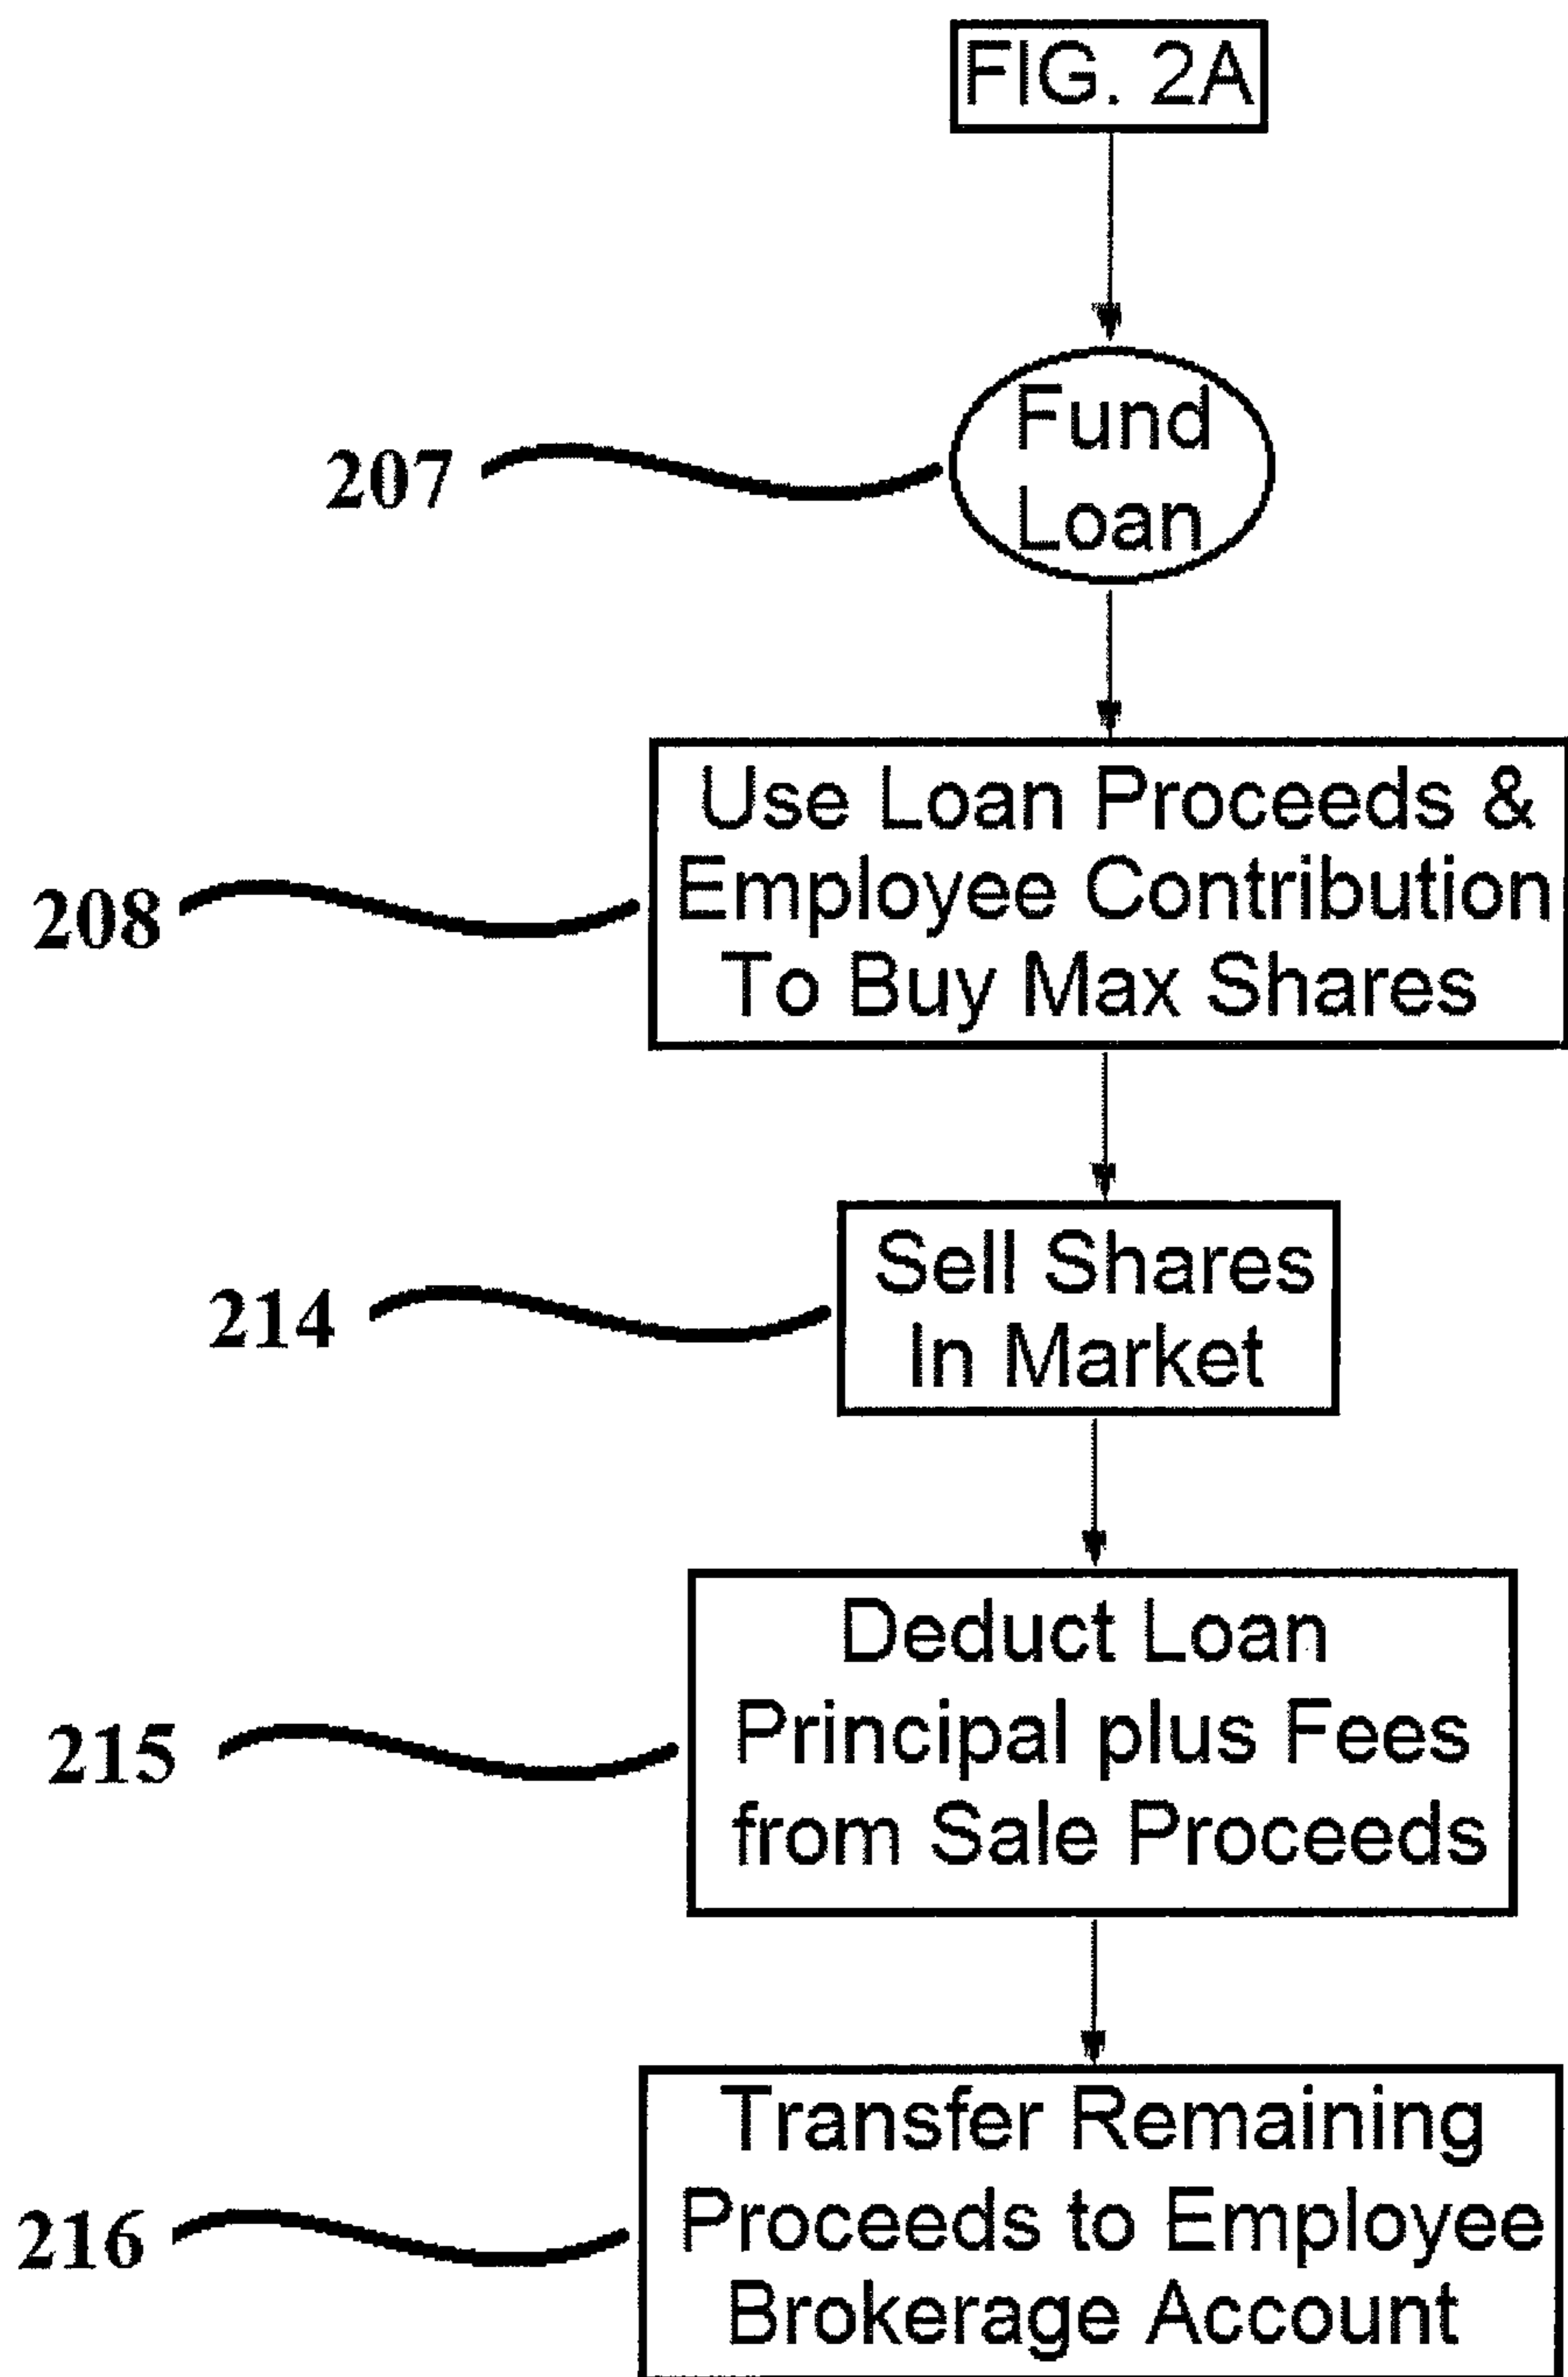 FIG. 2A
207
Fund
Loan
208
Use Loan Proceeds &
Employee Contribution
To Buy Max Shares
214
Sell Shares
In Market
215
Deduct Loan
Principal plus Fees
from Sale Proceeds
216
Transfer Remaining
Proceeds to Employee
Brokerage Account